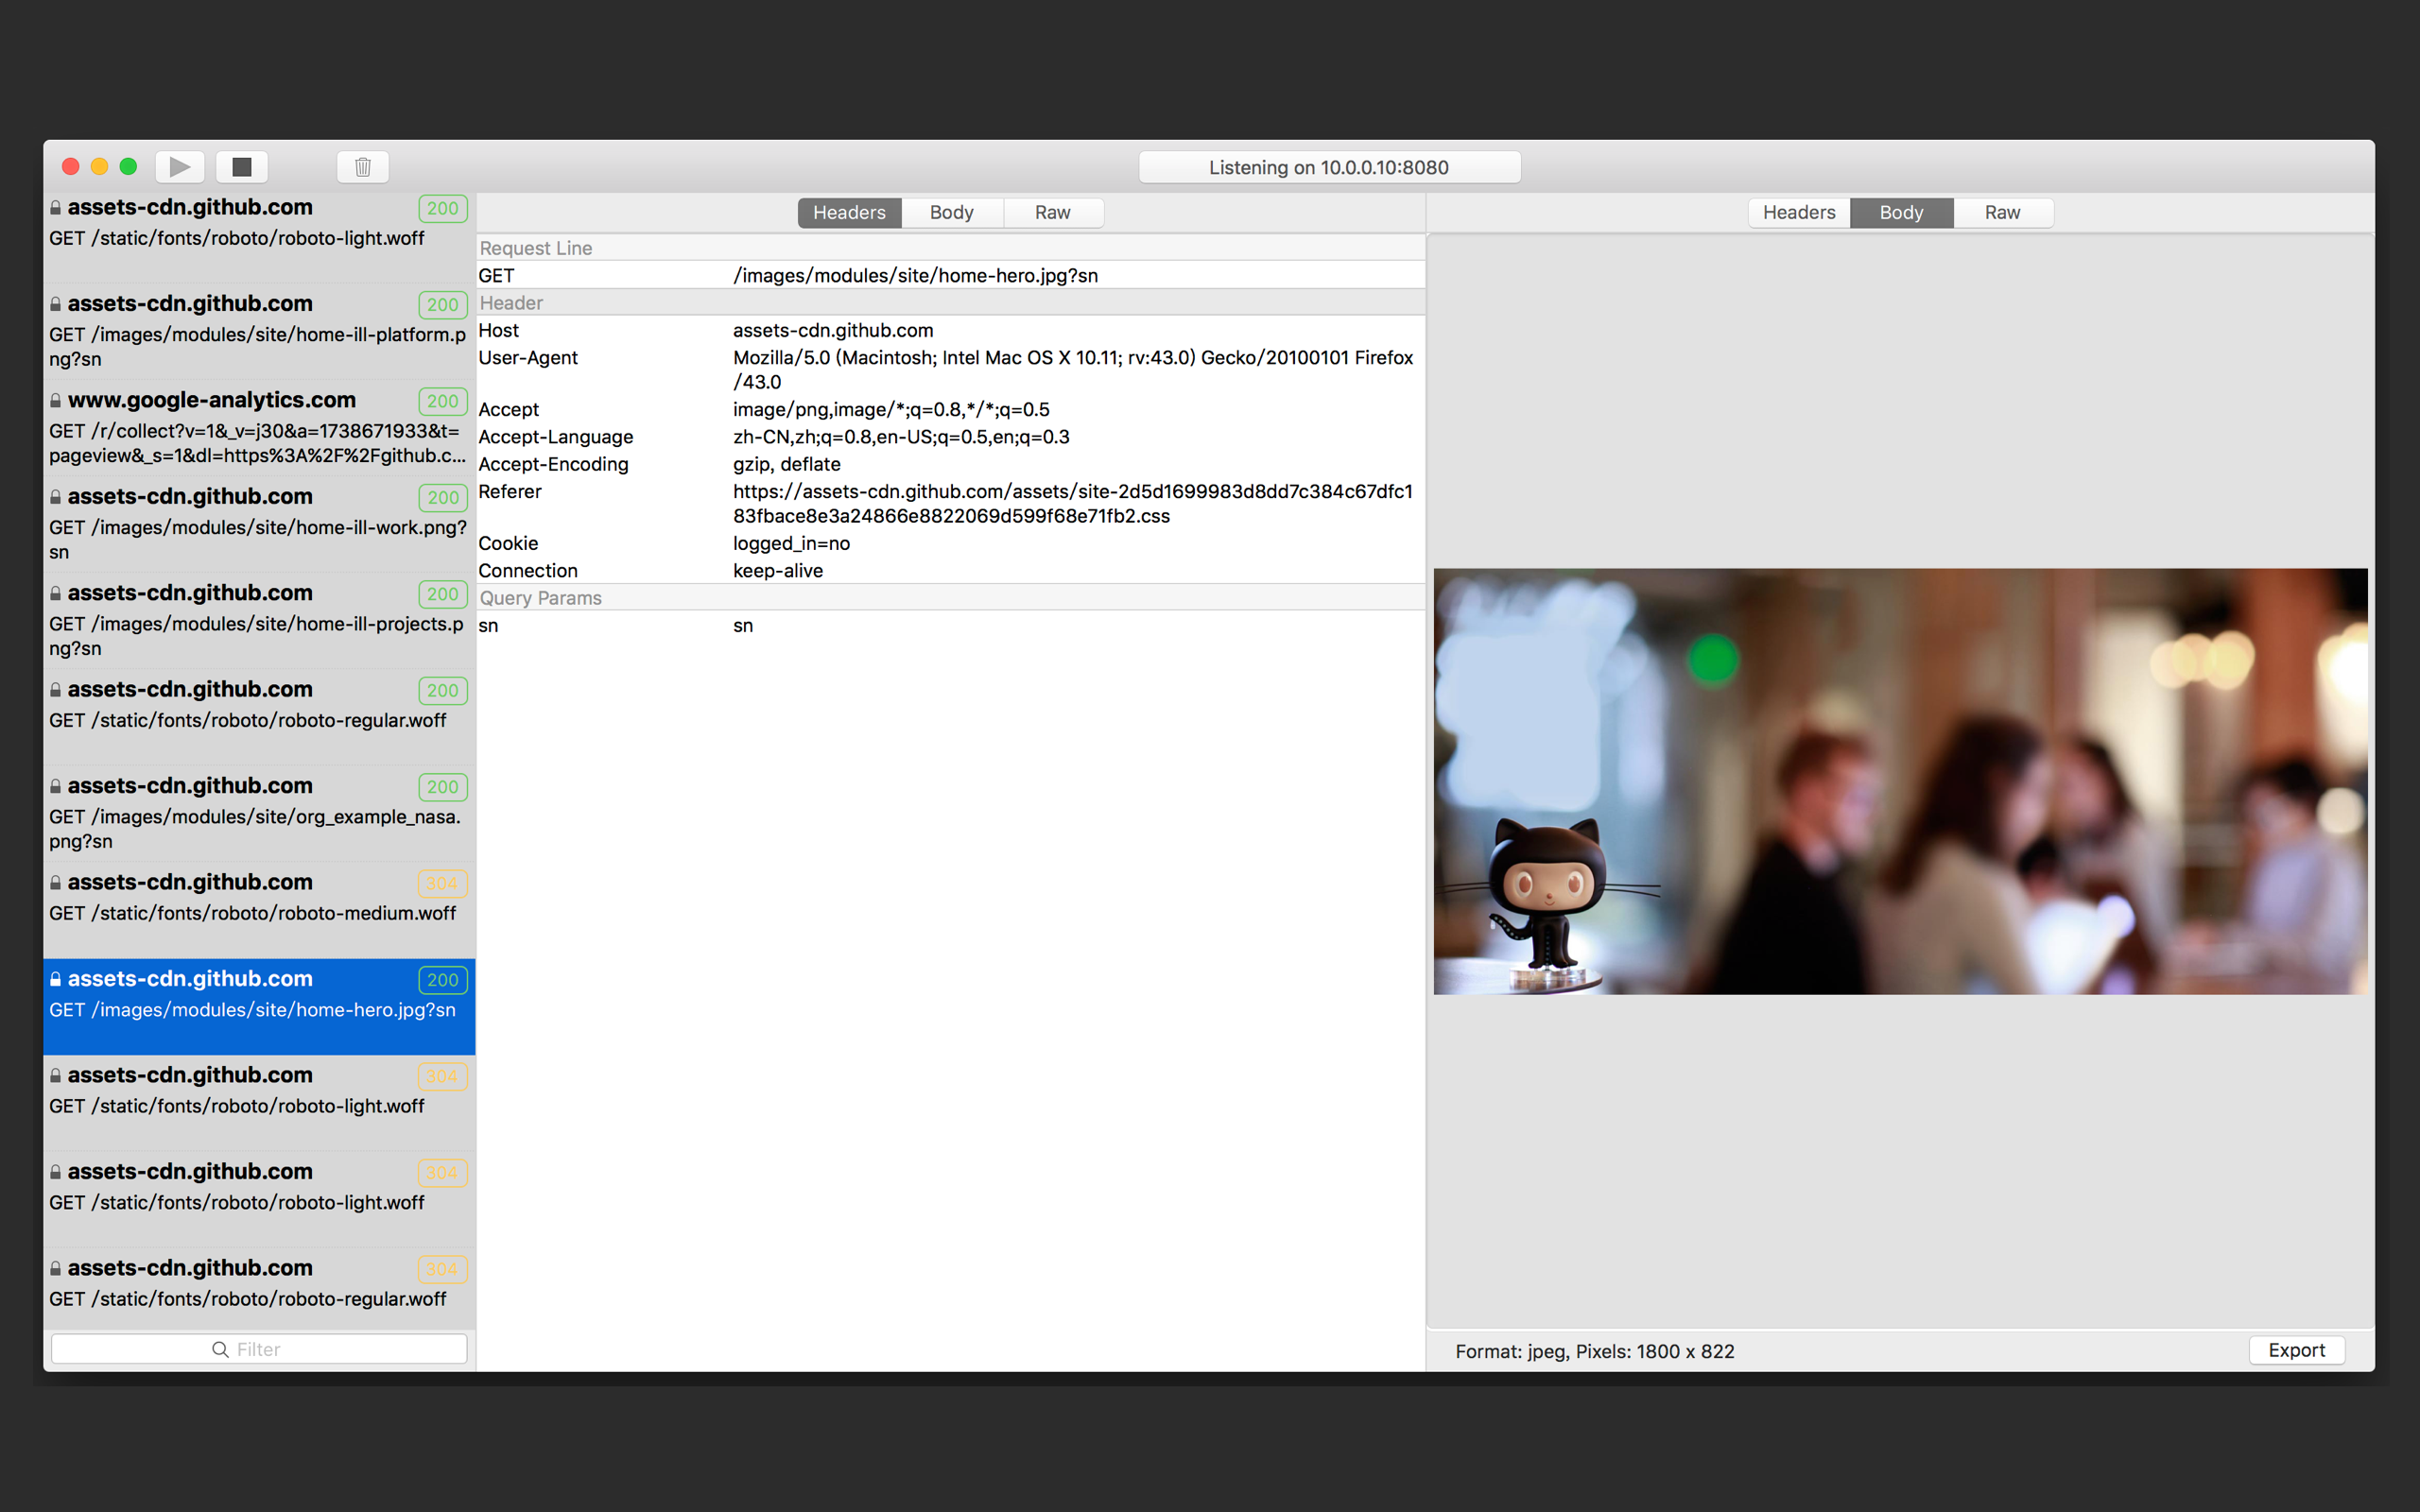 Listening on 10.0.0.10:8080
assets-cdn.github.com 200
GET /static/fonts/roboto/roboto-light.woff
assets-cdn.github.com 200
GET /images/modules/site/home-ill-platform.p
ng?sn
www.google-analytics.com 200
GET /r/collect?v=1&_v=j30&a=1738671933&t=
pageview&_s=1&dl=https%3A%2F%2Fgithub.c...
assets-cdn.github.com 200
GET /images/modules/site/home-ill-work.png?
sn
assets-cdn.github.com 200
GET /images/modules/site/home-ill-projects.p
ng?sn
assets-cdn.github.com 200
GET /static/fonts/roboto/roboto-regular.woff
assets-cdn.github.com 200
GET /images/modules/site/org_example_nasa.
png?sn
assets-cdn.github.com 304
GET /static/fonts/roboto/roboto-medium.woff
assets-cdn.github.com 200
GET /images/modules/site/home-hero.jpg?sn
assets-cdn.github.com 304
GET /static/fonts/roboto/roboto-light.woff
assets-cdn.github.com 304
GET /static/fonts/roboto/roboto-light.woff
assets-cdn.github.com 304
GET /static/fonts/roboto/roboto-regular.woff
Filter
Headers Body Raw
Request Line
GET /images/modules/site/home-hero.jpg?sn
Header
Host assets-cdn.github.com
User-Agent Mozilla/5.0 (Macintosh; Intel Mac OS X 10.11; rv:43.0) Gecko/20100101 Firefox
/43.0
Accept image/png,image/*;q=0.8,*/*;q=0.5
Accept-Language zh-CN,zh;q=0.8,en-US;q=0.5,en;q=0.3
Accept-Encoding gzip, deflate
Referer https://assets-cdn.github.com/assets/site-2d5d1699983d8dd7c384c67dfc1
83fbace8e3a24866e8822069d599f68e71fb2.css
Cookie logged_in=no
Connection keep-alive
Query Params
sn sn
Headers Body Raw
Format: jpeg, Pixels: 1800 x 822
Export